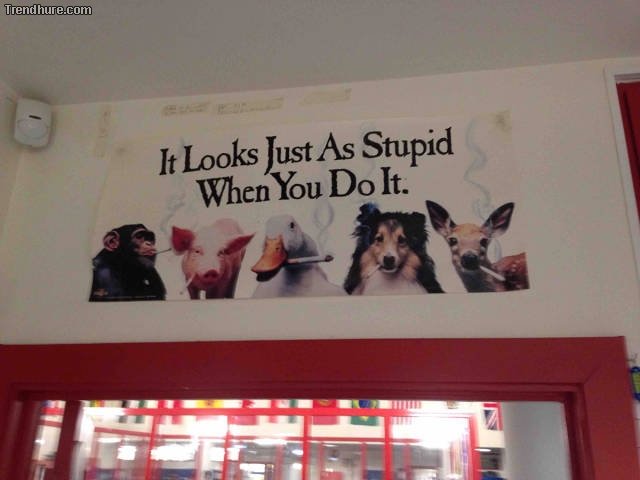 Trendhure.com
It Looks Just As Stupid
When You Do It.